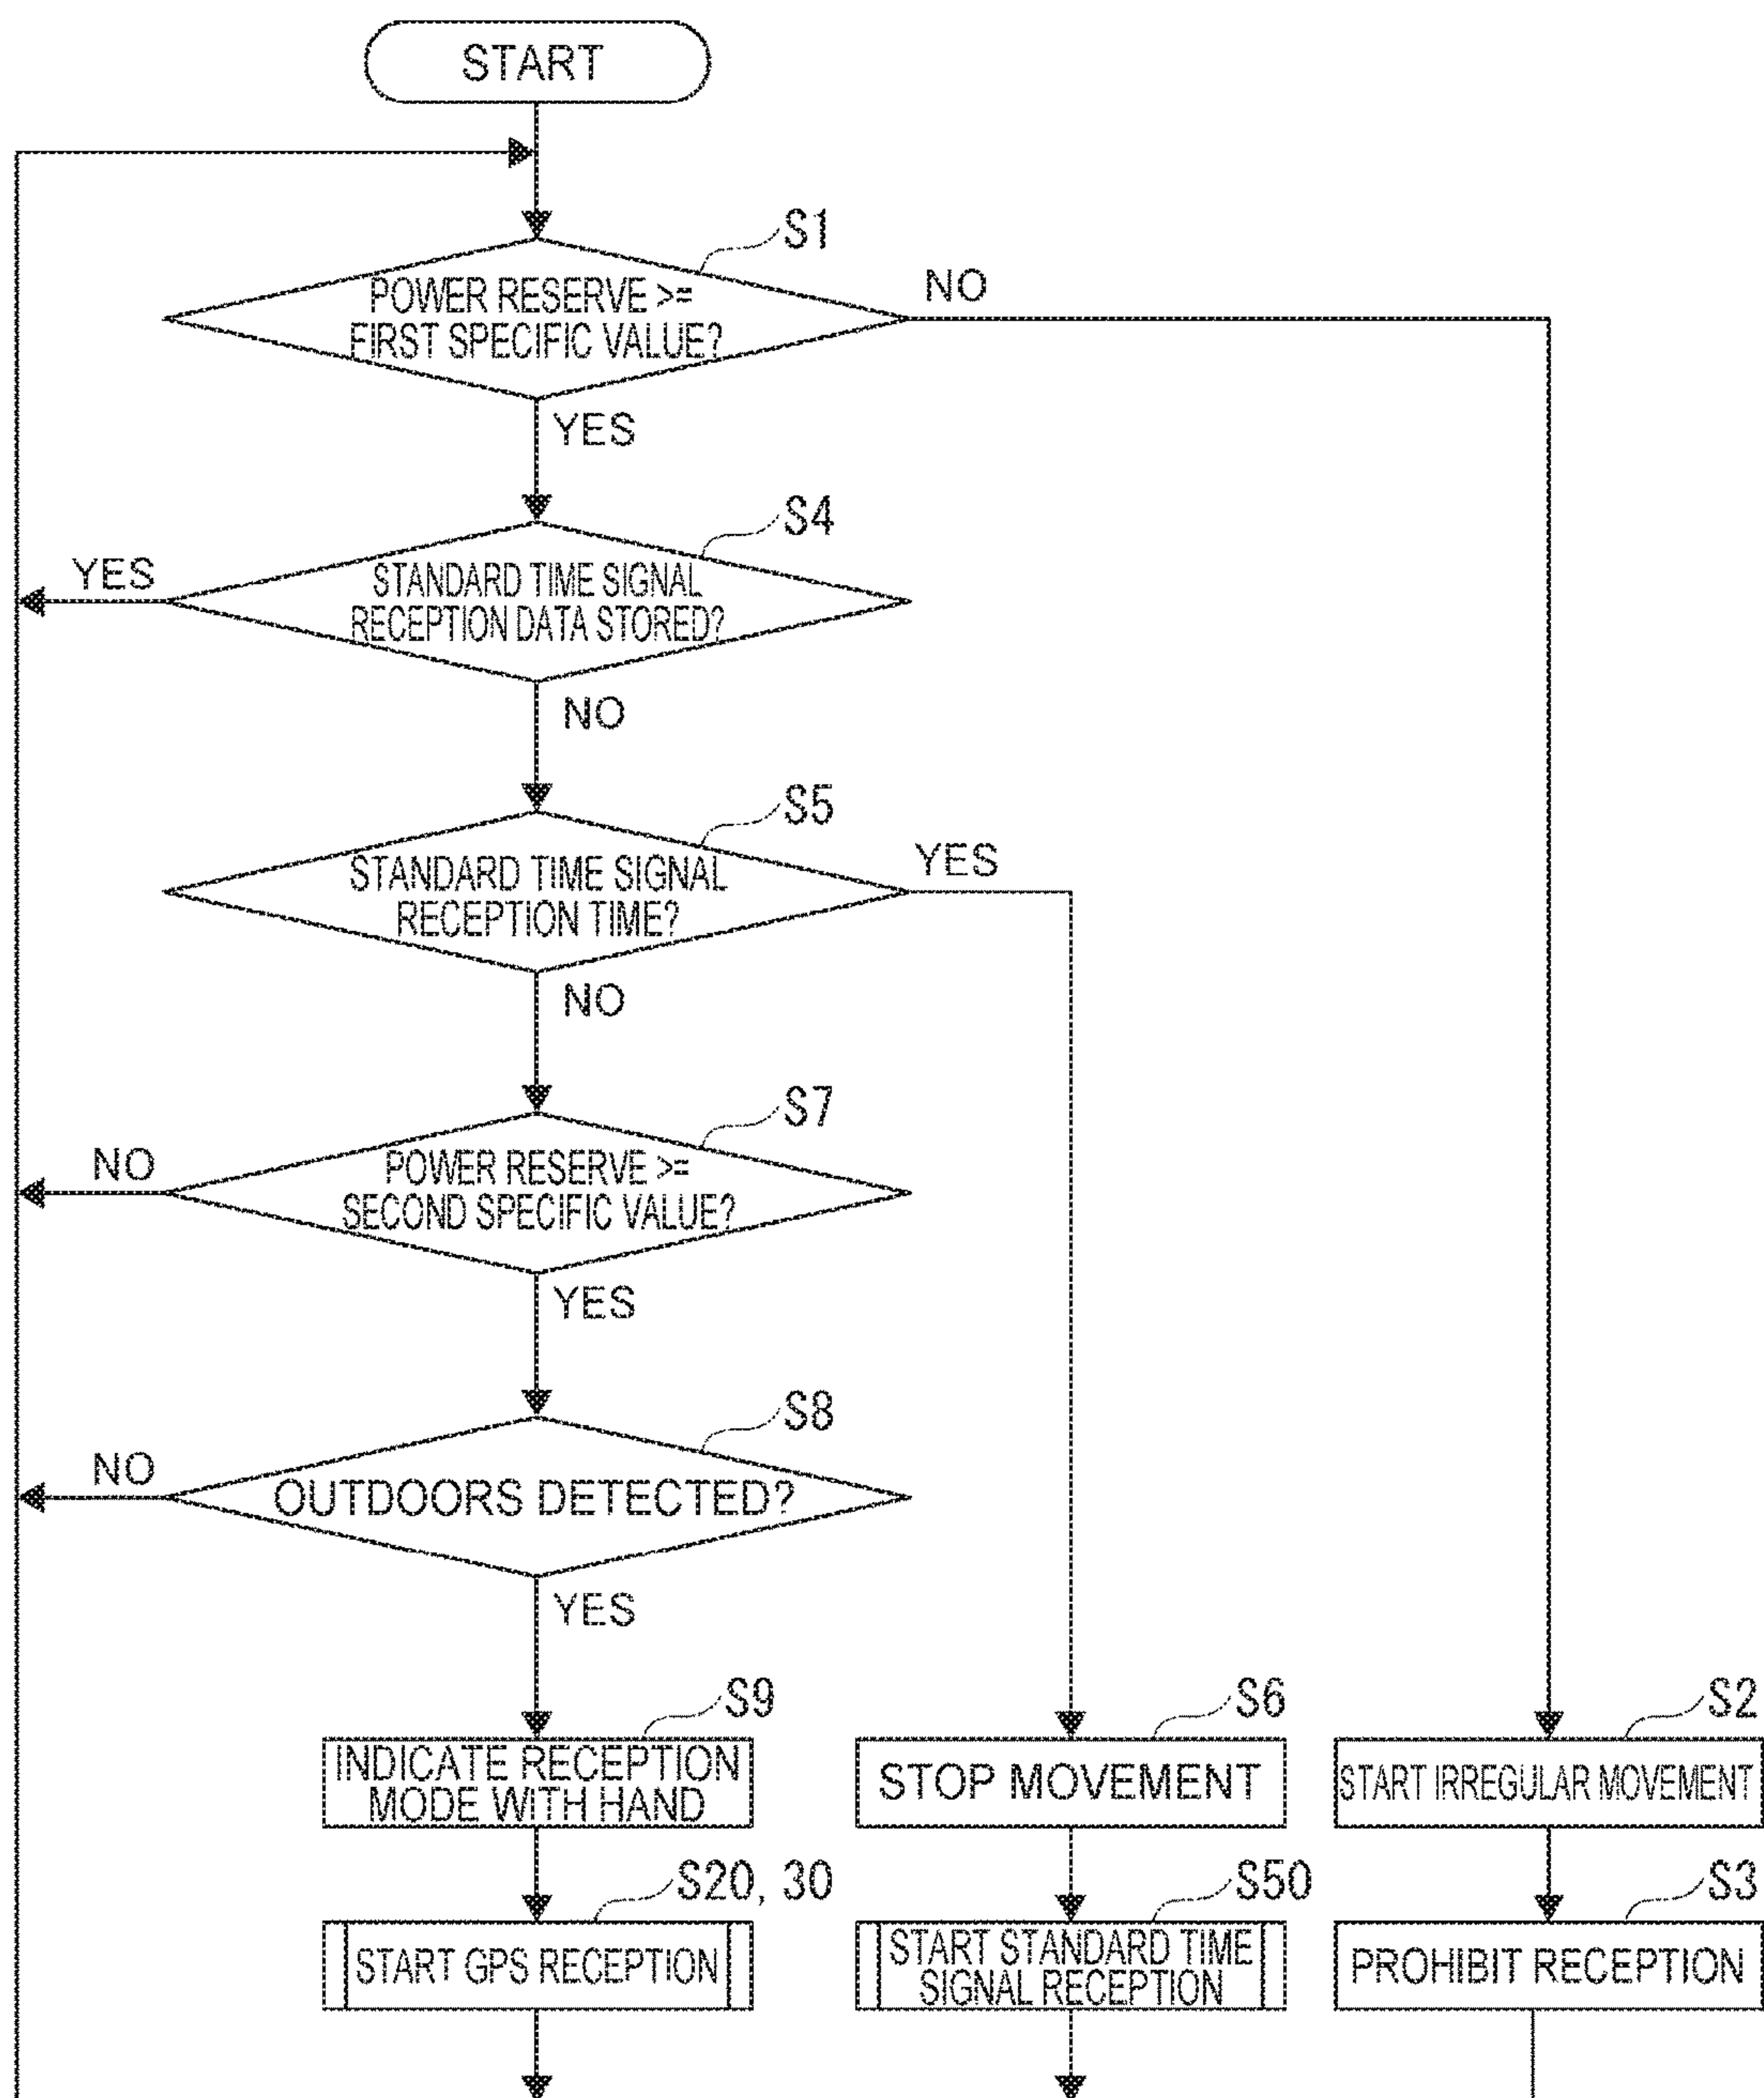 START
S1
POWER RESERVE >=
FIRST SPECIFIC VALUE?
NO
YES
S4
YES
STANDARD TIME SIGNAL
RECEPTION DATA STORED?
NO
S5
STANDARD TIME SIGNAL
RECEPTION TIME?
YES
NO
S7
NO
POWER RESERVE >=
SECOND SPECIFIC VALUE?
YES
S8
NO
OUTDOORS DETECTED?
YES
S9
INDICATE RECEPTION
MODE WITH HAND
S6
STOP MOVEMENT
S2
START IRREGULAR MOVEMENT
S20, 30
START GPS RECEPTION
S50
START STANDARD TIME
SIGNAL RECEPTION
S3
PROHIBIT RECEPTION